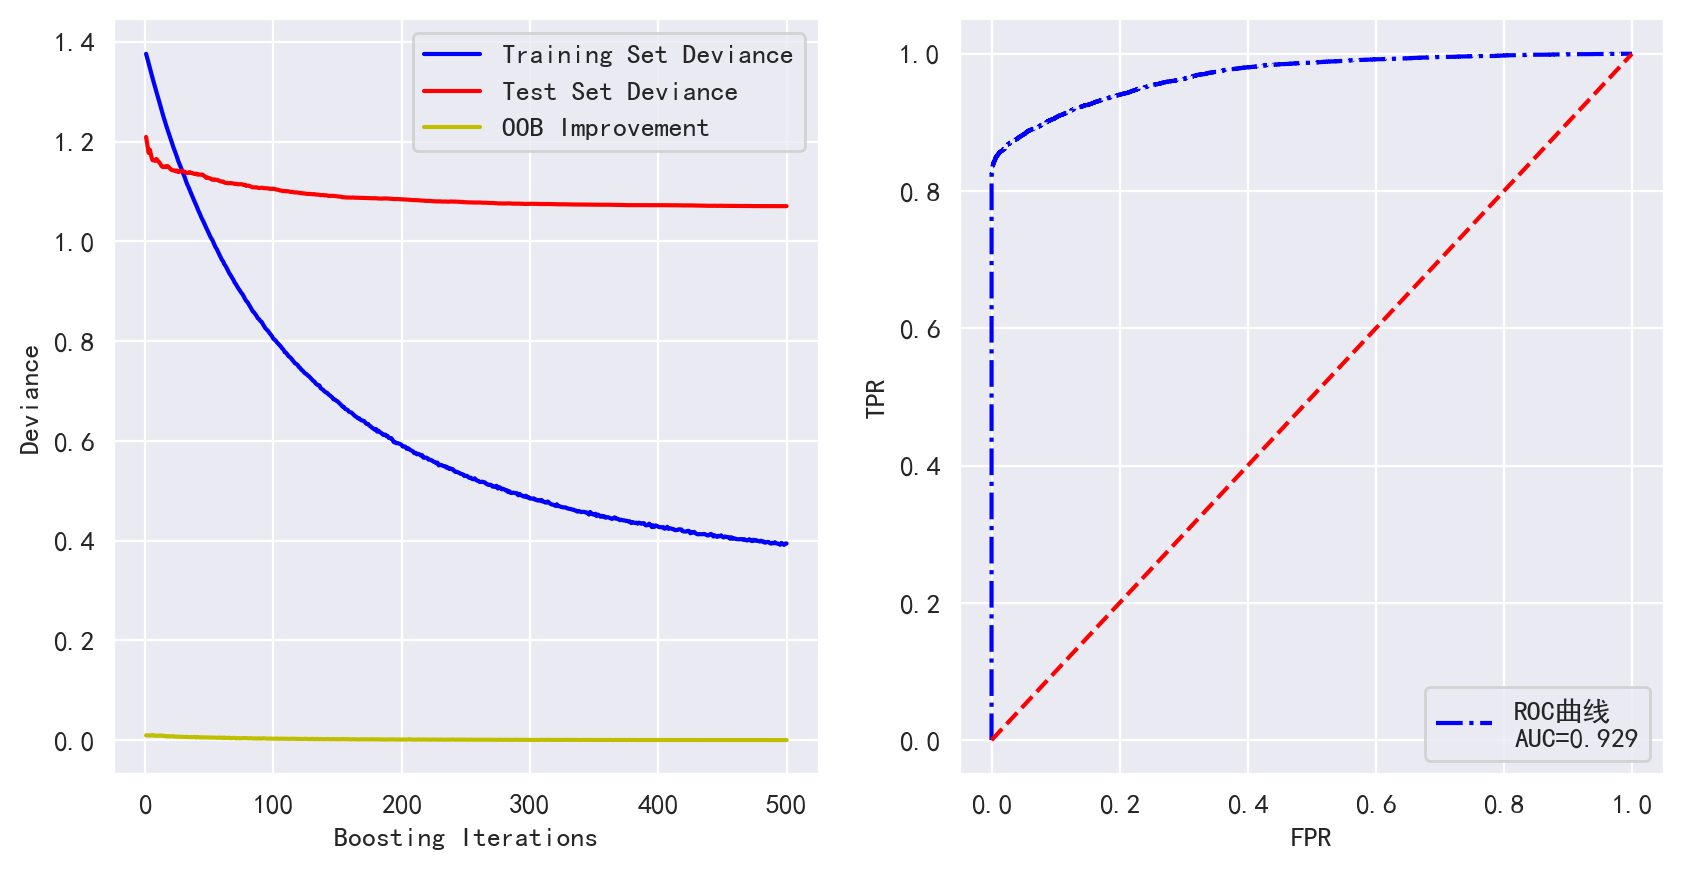 1.4
1.2
1.0
0.8
0.6
0.4
0.2
0.0
Deviance
0 100 200 300 400 500
Boosting Iterations
Training Set Deviance
Test Set Deviance
OOB Improvement
1.0
0.8
0.6
0.4
0.2
0.0
TPR
0.0 0.2 0.4 0.6 0.8 1.0
FPR
ROC曲线
AUC=0.929